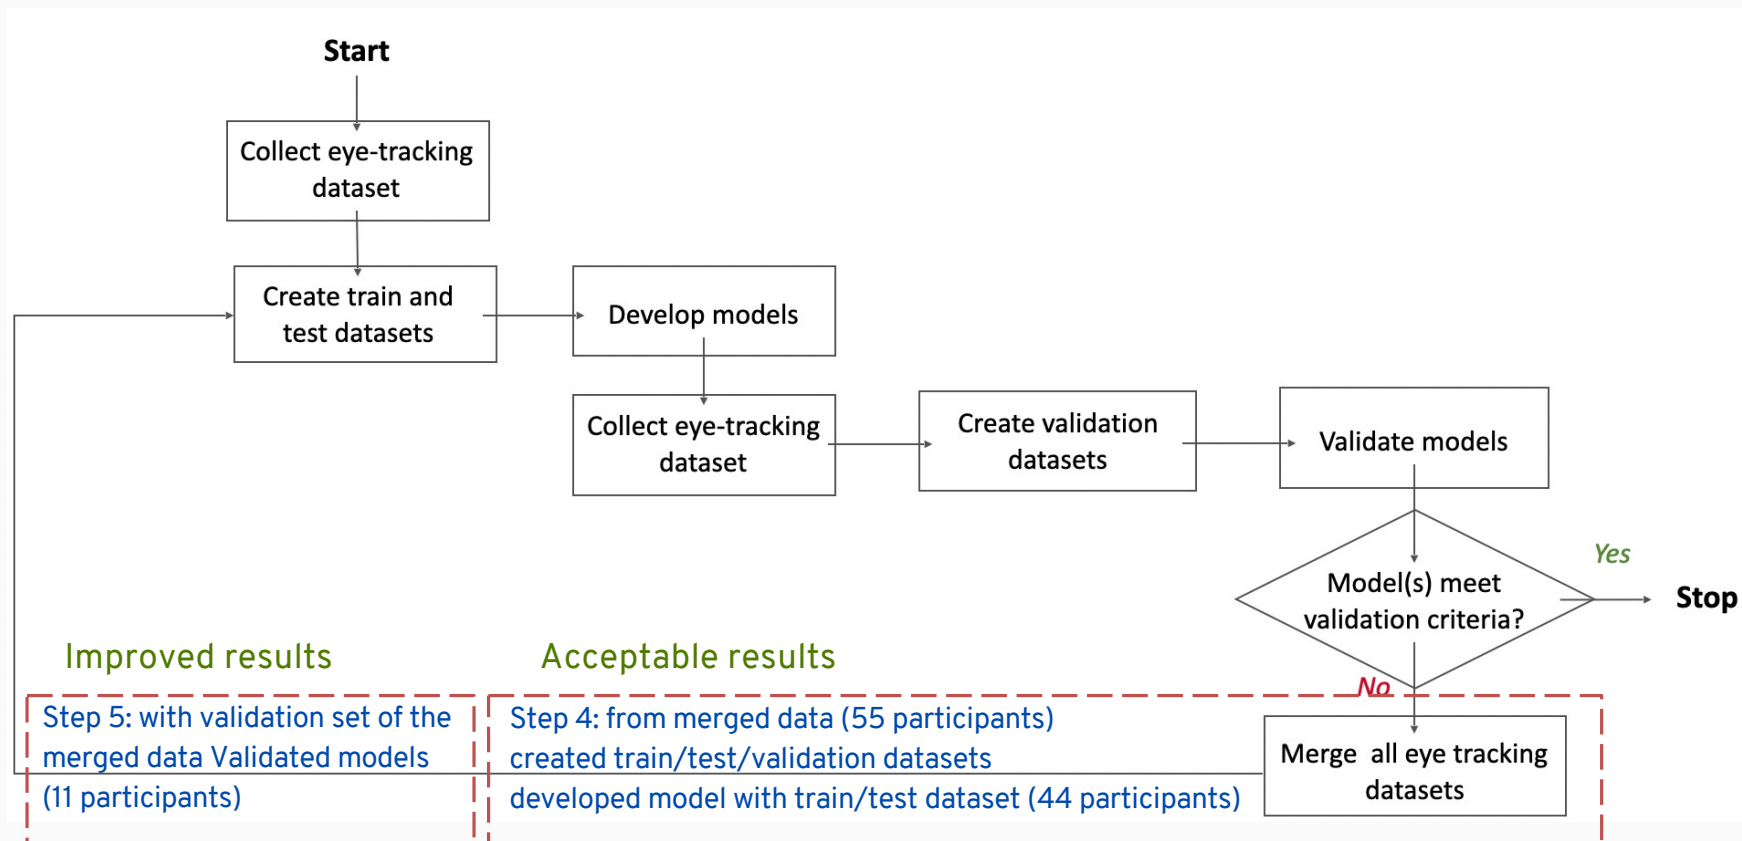 Start
Collect eye-tracking
dataset
Create train and
test datasets
Develop models
Collect eye-tracking
dataset
Create validation
datasets
Validate models
Model(s) meet
validation criteria?
Yes
Stop
No
Merge all eye tracking
datasets
Improved results
Step 5: with validation set of the
merged data Validated models
(11 participants)
Acceptable results
Step 4: from merged data (55 participants)
created train/test/validation datasets
developed model with train/test dataset (44 participants)